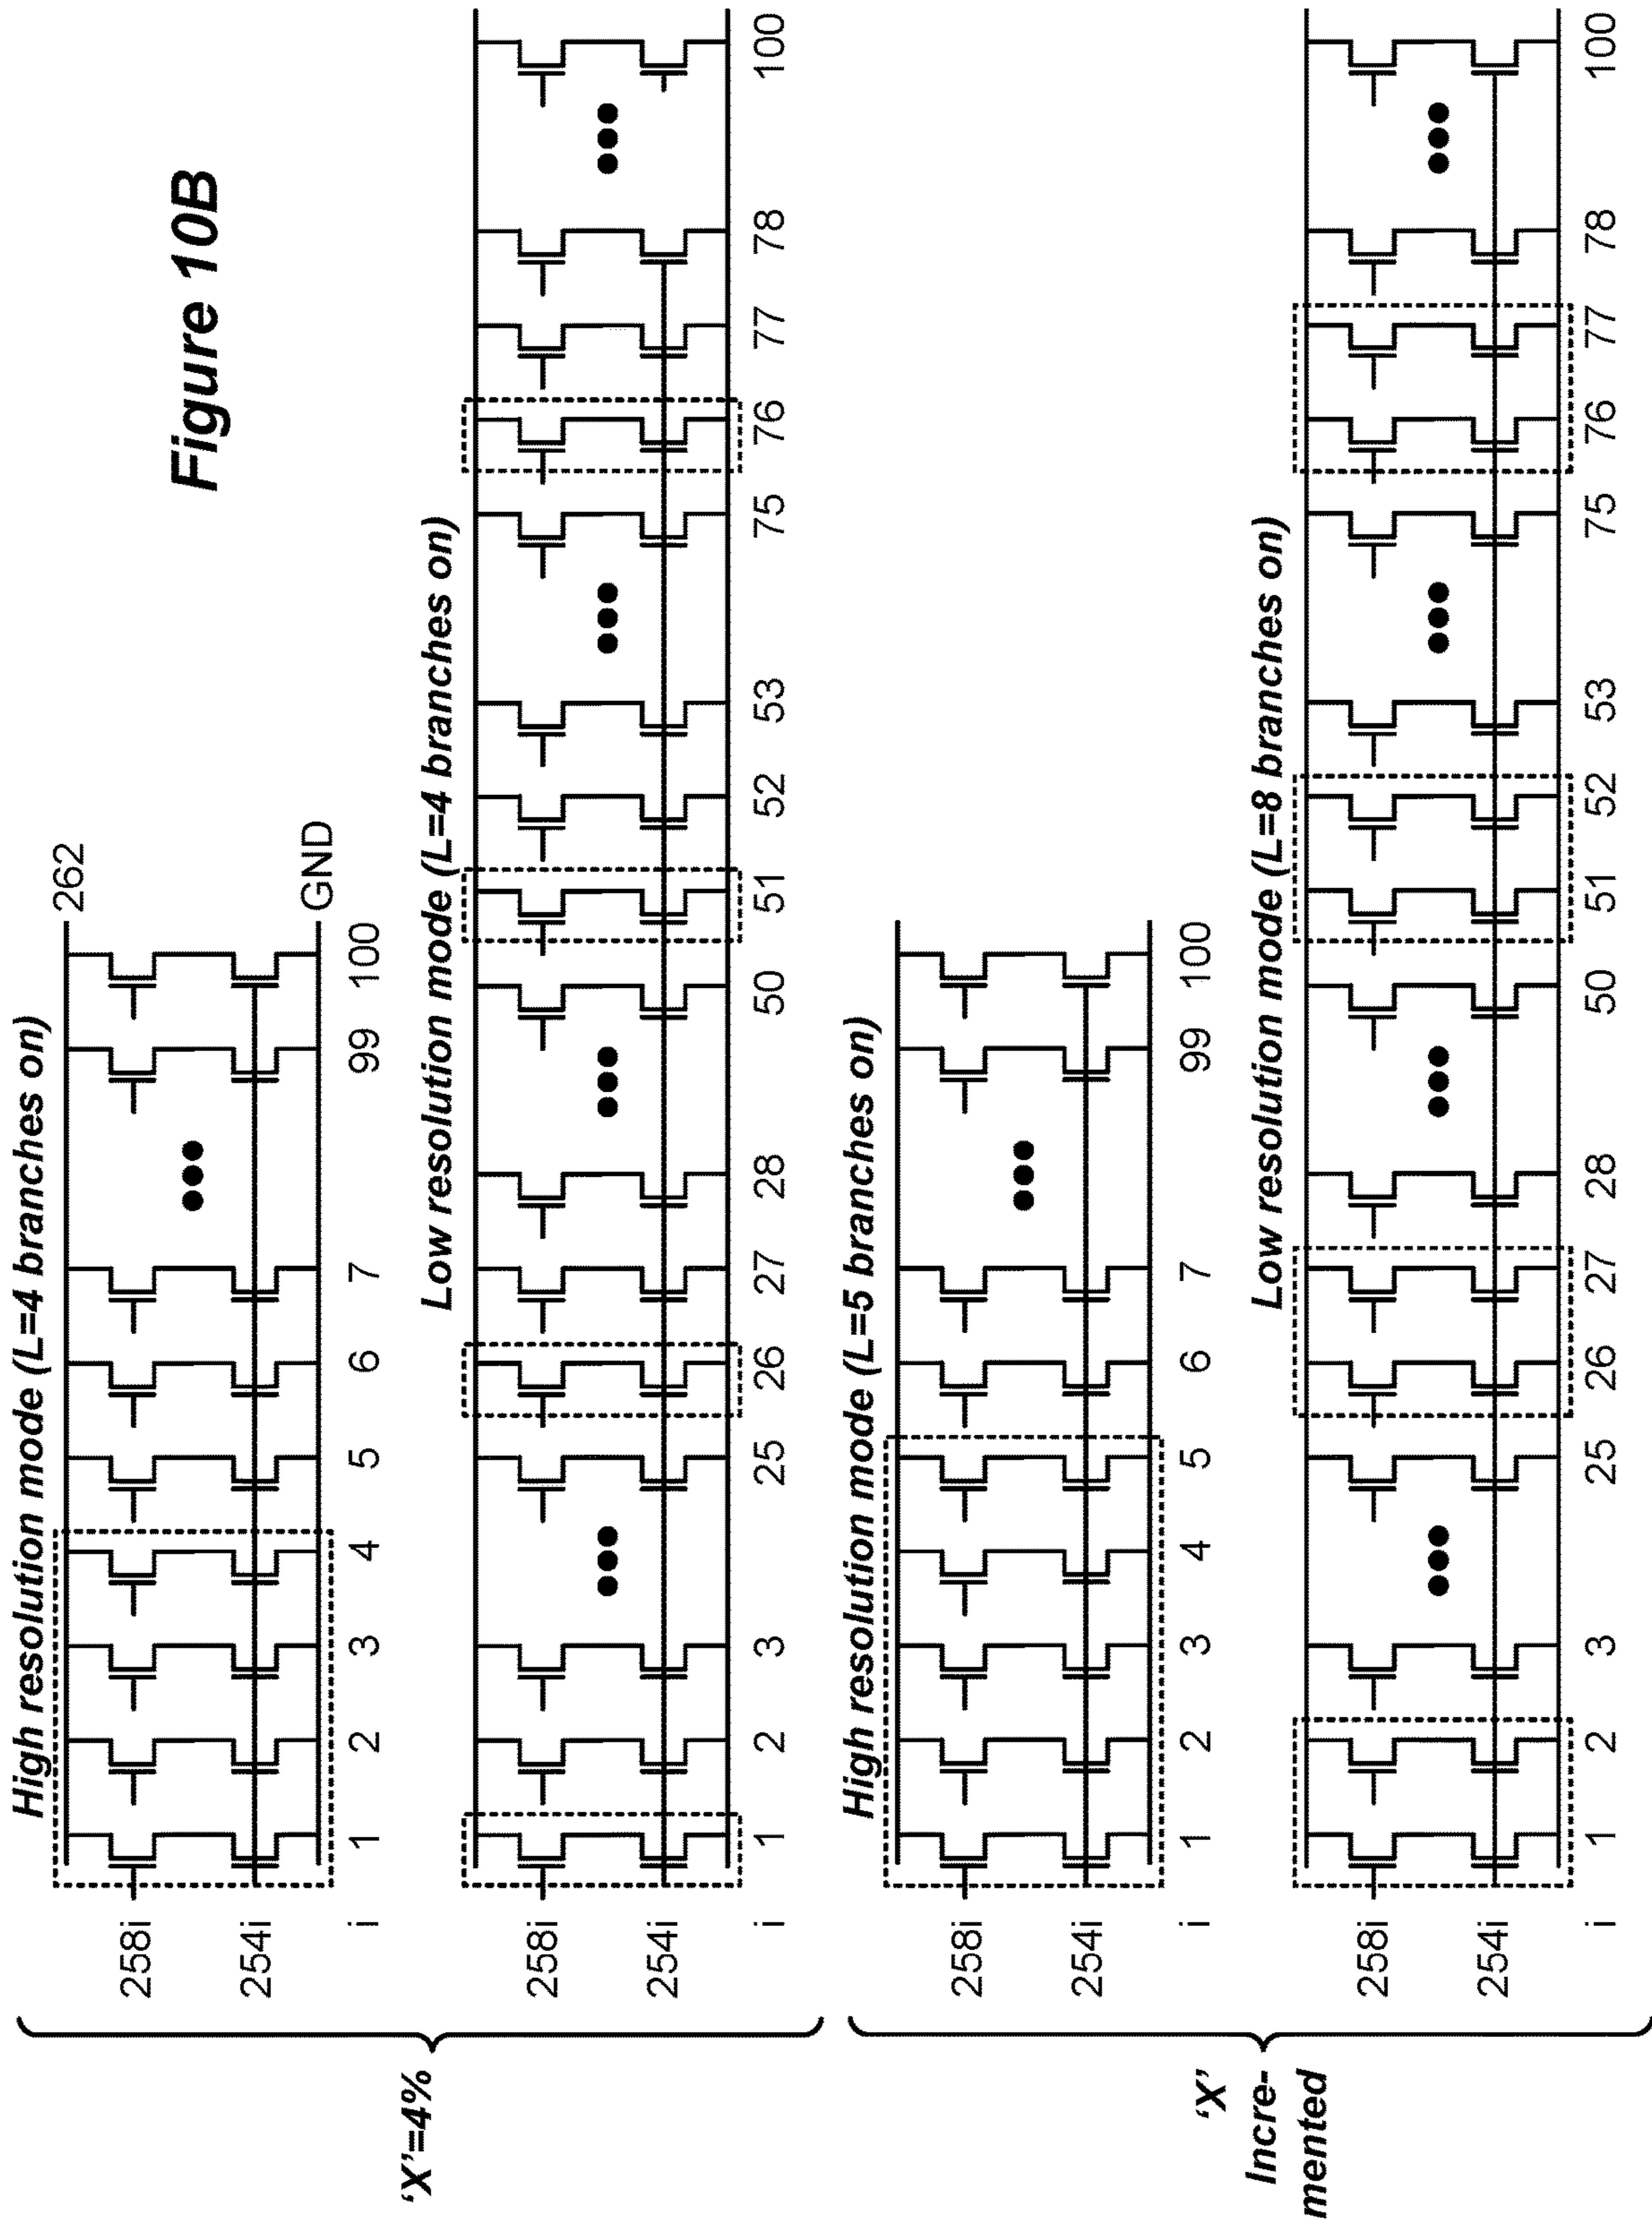 Figure 10B
High resolution mode (L=4 branches on)
262
258i
254i
GND
i 1 2 3 4 5 6 7 99 100
Low resolution mode (L=4 branches on)
258i
254i
i 1 2 3 25 26 27 28 50 51 52 53 75 76 77 78 100
‘X’=4%
High resolution mode (L=5 branches on)
258i
254i
i 1 2 3 4 5 6 7 99 100
Low resolution mode (L=8 branches on)
258i
254i
i 1 2 3 25 26 27 28 50 51 52 53 75 76 77 78 100
‘X’
Incre-
mented